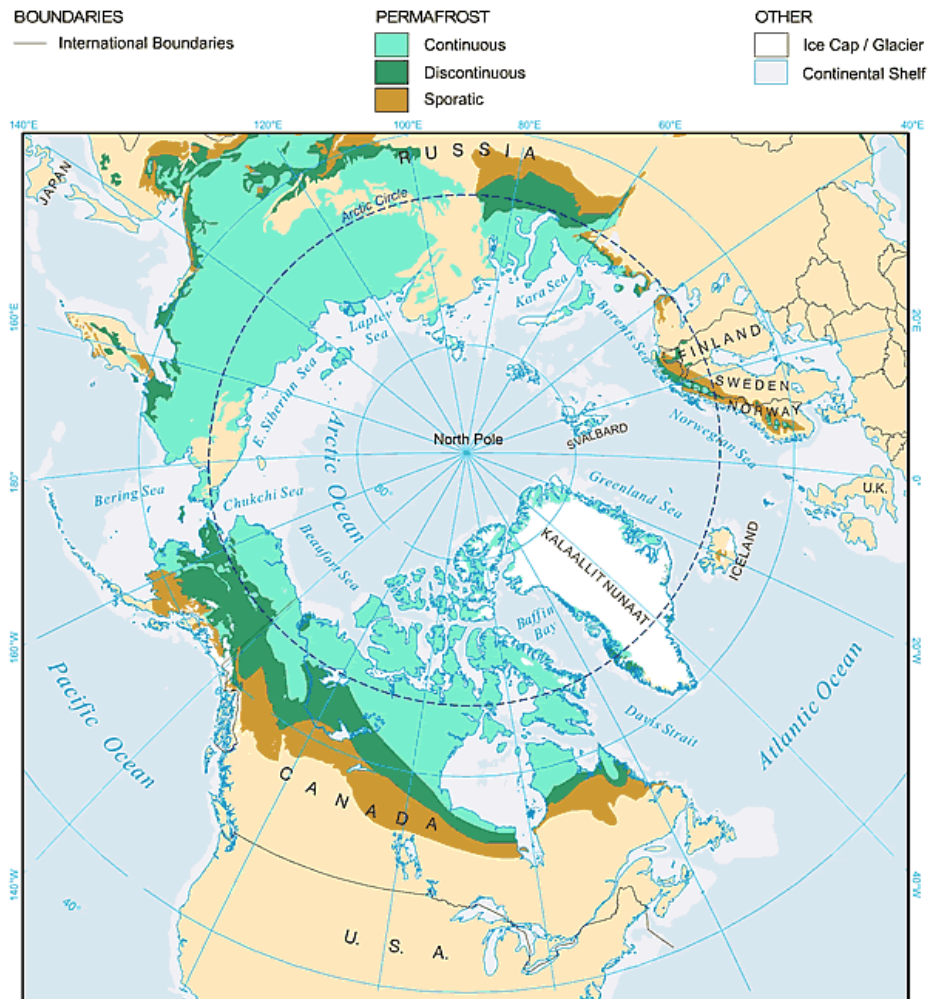 BOUNDARIES
International Boundaries
PERMAFROST
Continuous
Discontinuous
Sporatic
OTHER
Ice Cap / Glacier
Continental Shelf
140°E
120°E
100°E
80°E
60°E
40°E
RUSSIA
JAPAN
Arctic Circle
160°E
Kara Sea
Laptev
Sea
Barents Sea
20°E
FINLAND
E. Siberian Sea
SWEDEN
NORWAY
North Pole
SVALBARD
Norwegian Sea
Arctic Ocean
180°
Bering Sea
Chukchi Sea
80°
Greenland Sea
U.K.
0°
Beaufort Sea
KALAALLIT NUNAAT
ICELAND
Baffin
Bay
160°W
20°W
Pacific Ocean
Davis Strait
Atlantic Ocean
CANADA
140°W
40°W
40°
U. S. A.